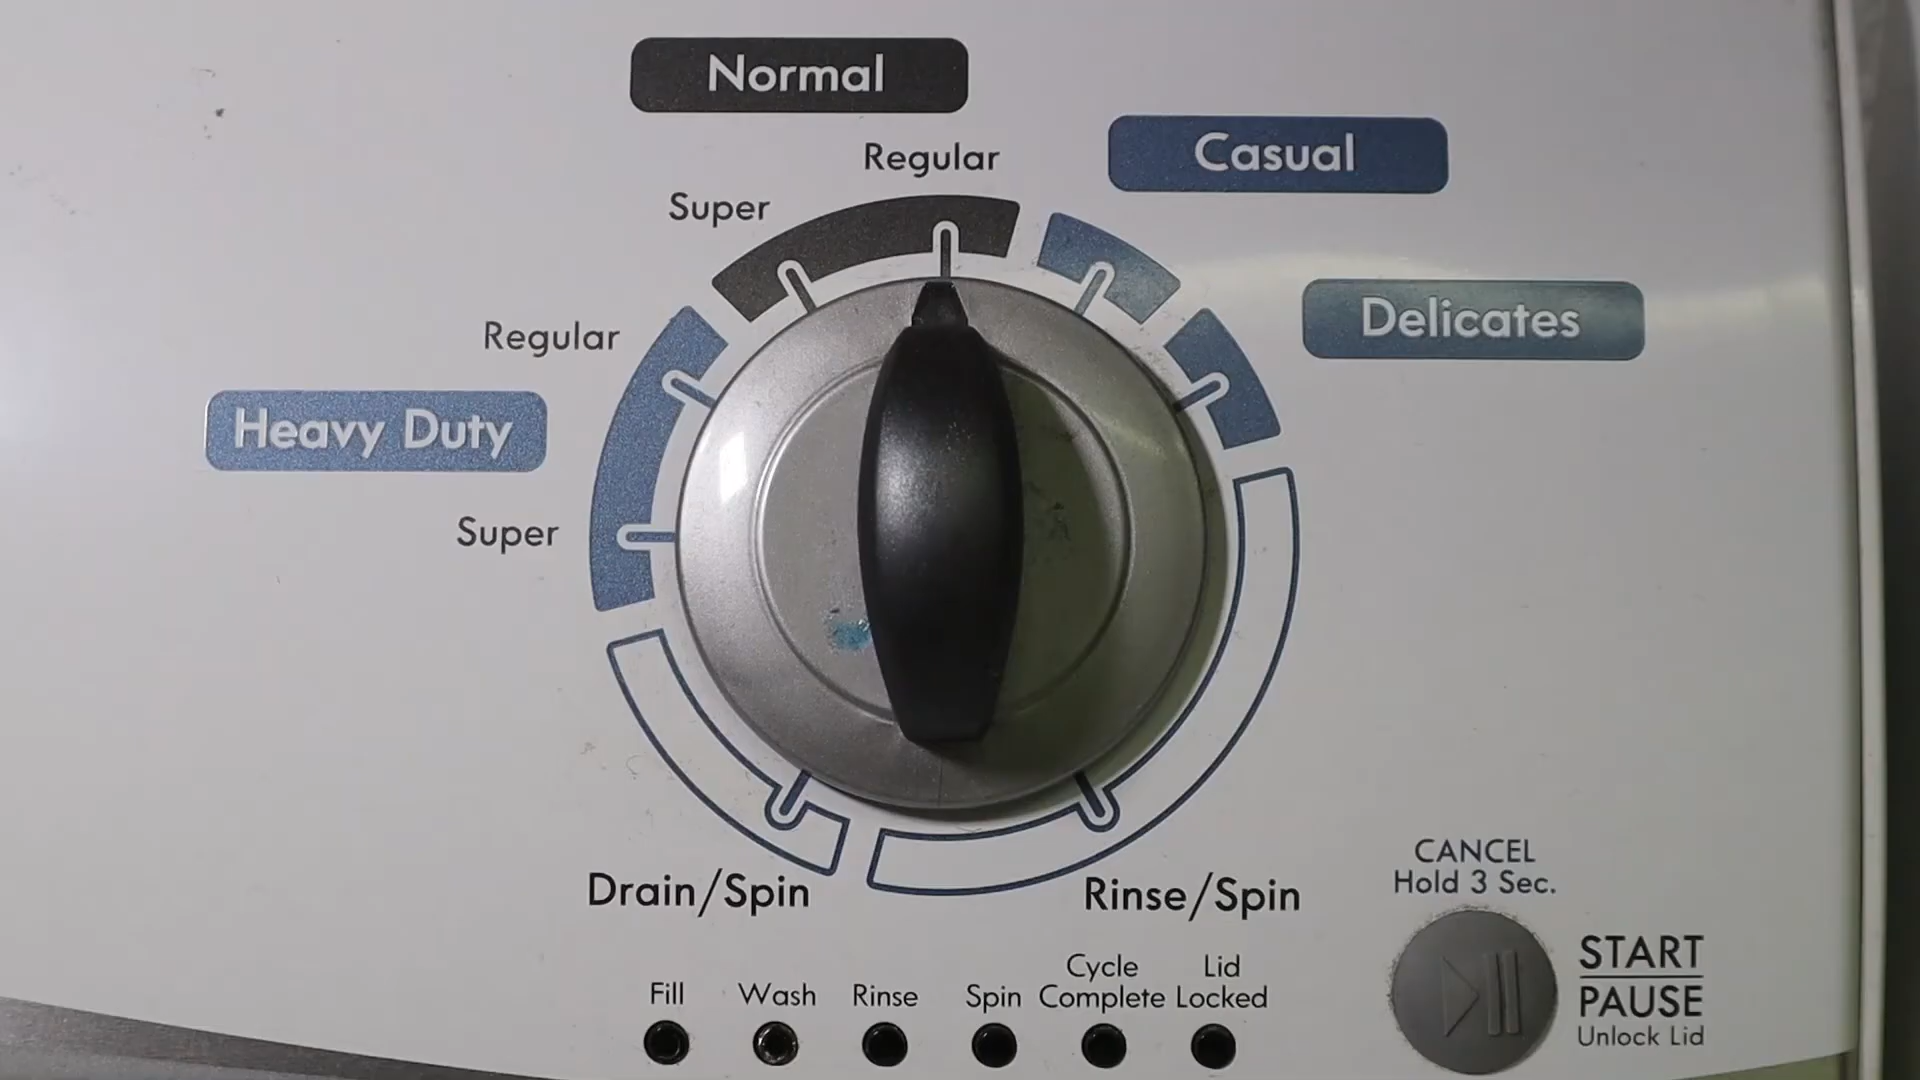 Normal
Casual
Regular
Super
Delicates
Regular
Heavy Duty
Super
Drain/Spin
Rinse/Spin
CANCEL
Hold 3 Sec.
START
PAUSE
Unlock Lid
Fill
Wash
Rinse
Spin
Cycle
Complete
Lid
Locked